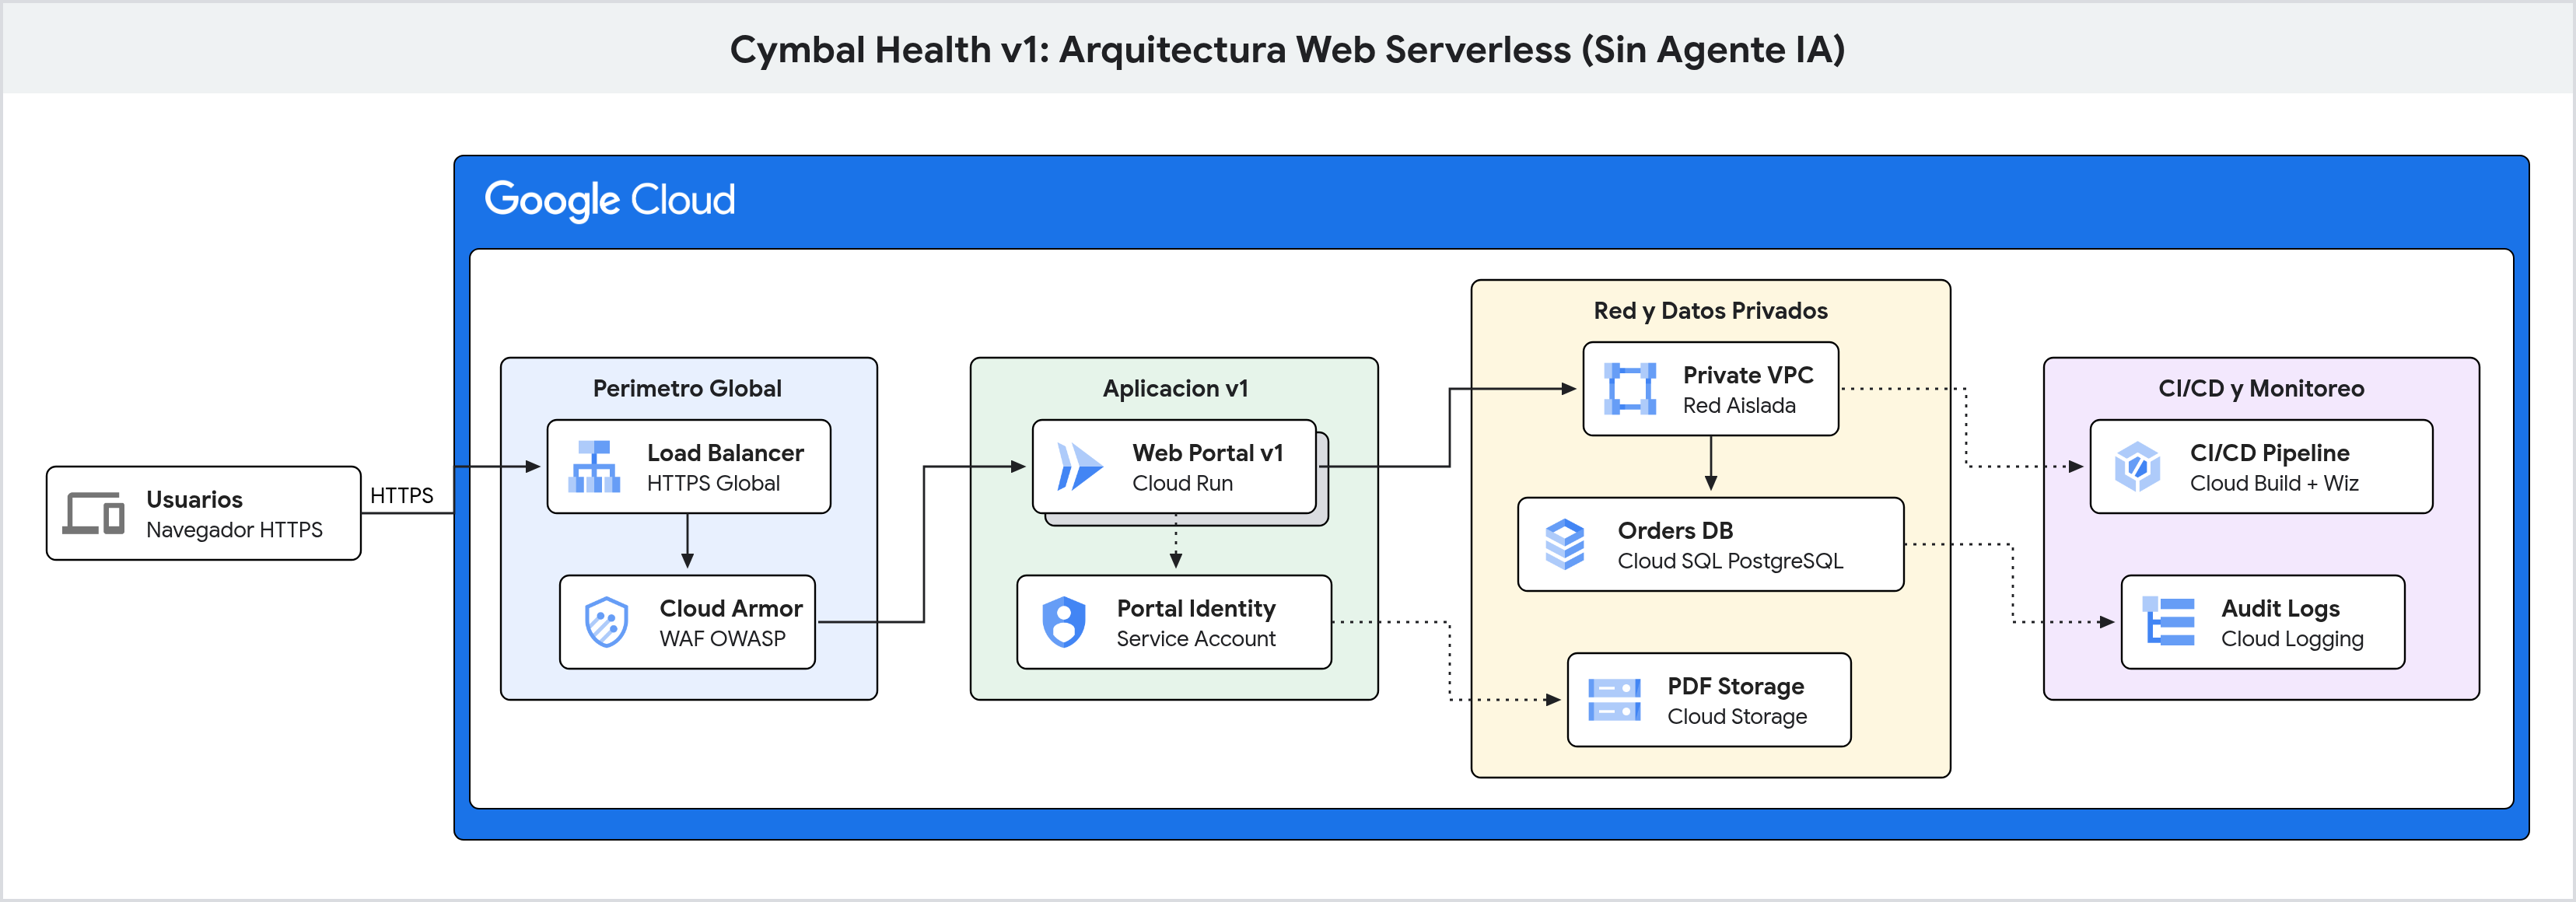 Cymbal Health v1: Arquitectura Web Serverless (Sin Agente IA)
Google Cloud
Usuarios
Navegador HTTPS
HTTPS
Perimetro Global
Load Balancer
HTTPS Global
Cloud Armor
WAF OWASP
Aplicacion v1
Web Portal v1
Cloud Run
Portal Identity
Service Account
Red y Datos Privados
Private VPC
Red Aislada
Orders DB
Cloud SQL PostgreSQL
PDF Storage
Cloud Storage
CI/CD y Monitoreo
CI/CD Pipeline
Cloud Build + Wiz
Audit Logs
Cloud Logging